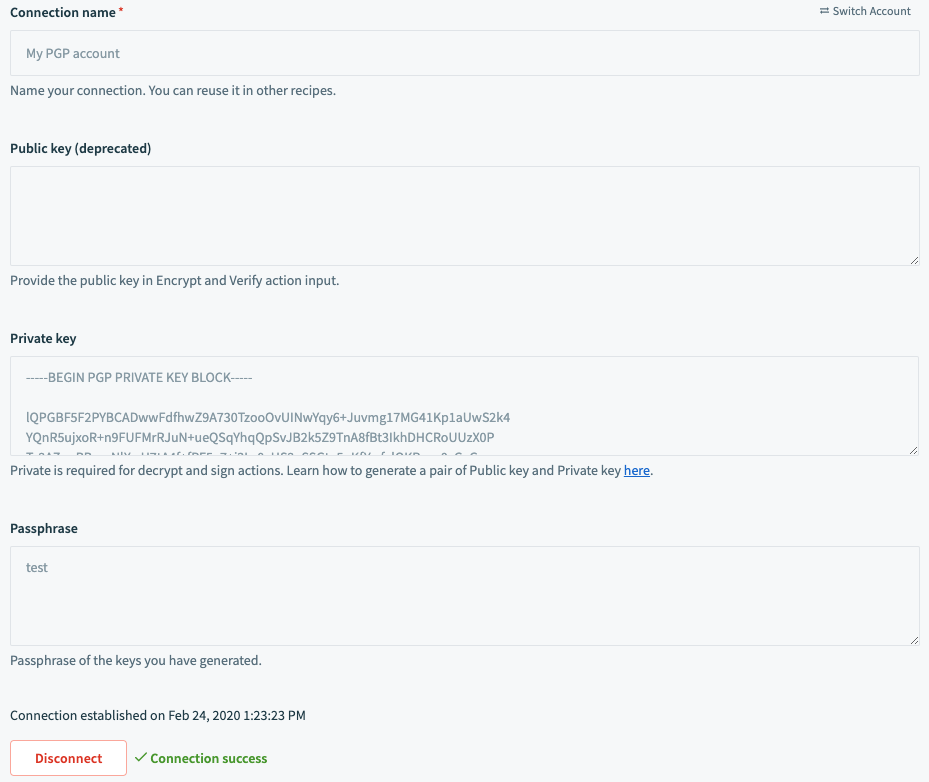 Connection name *
Switch Account
My PGP account
Name your connection. You can reuse it in other recipes.
Public key (deprecated)
Provide the public key in Encrypt and Verify action input.
Private key
-----BEGIN PGP PRIVATE KEY BLOCK-----
lQPGBF5F2PYBCADwwFdfhwZ9A730TzooOvUINwYqy6+Juvmg17MG41Kp1aUwS2k4
YQnR5ujxoR+n9FUFMrRJuN+ueQSqYhqQpSvJB2k5Z9TnA8fBt3IkhDHCRoUUzX0P
Private is required for decrypt and sign actions. Learn how to generate a pair of Public key and Private key here.
Passphrase
test
Passphrase of the keys you have generated.
Connection established on Feb 24, 2020 1:23:23 PM
Disconnect
Connection success